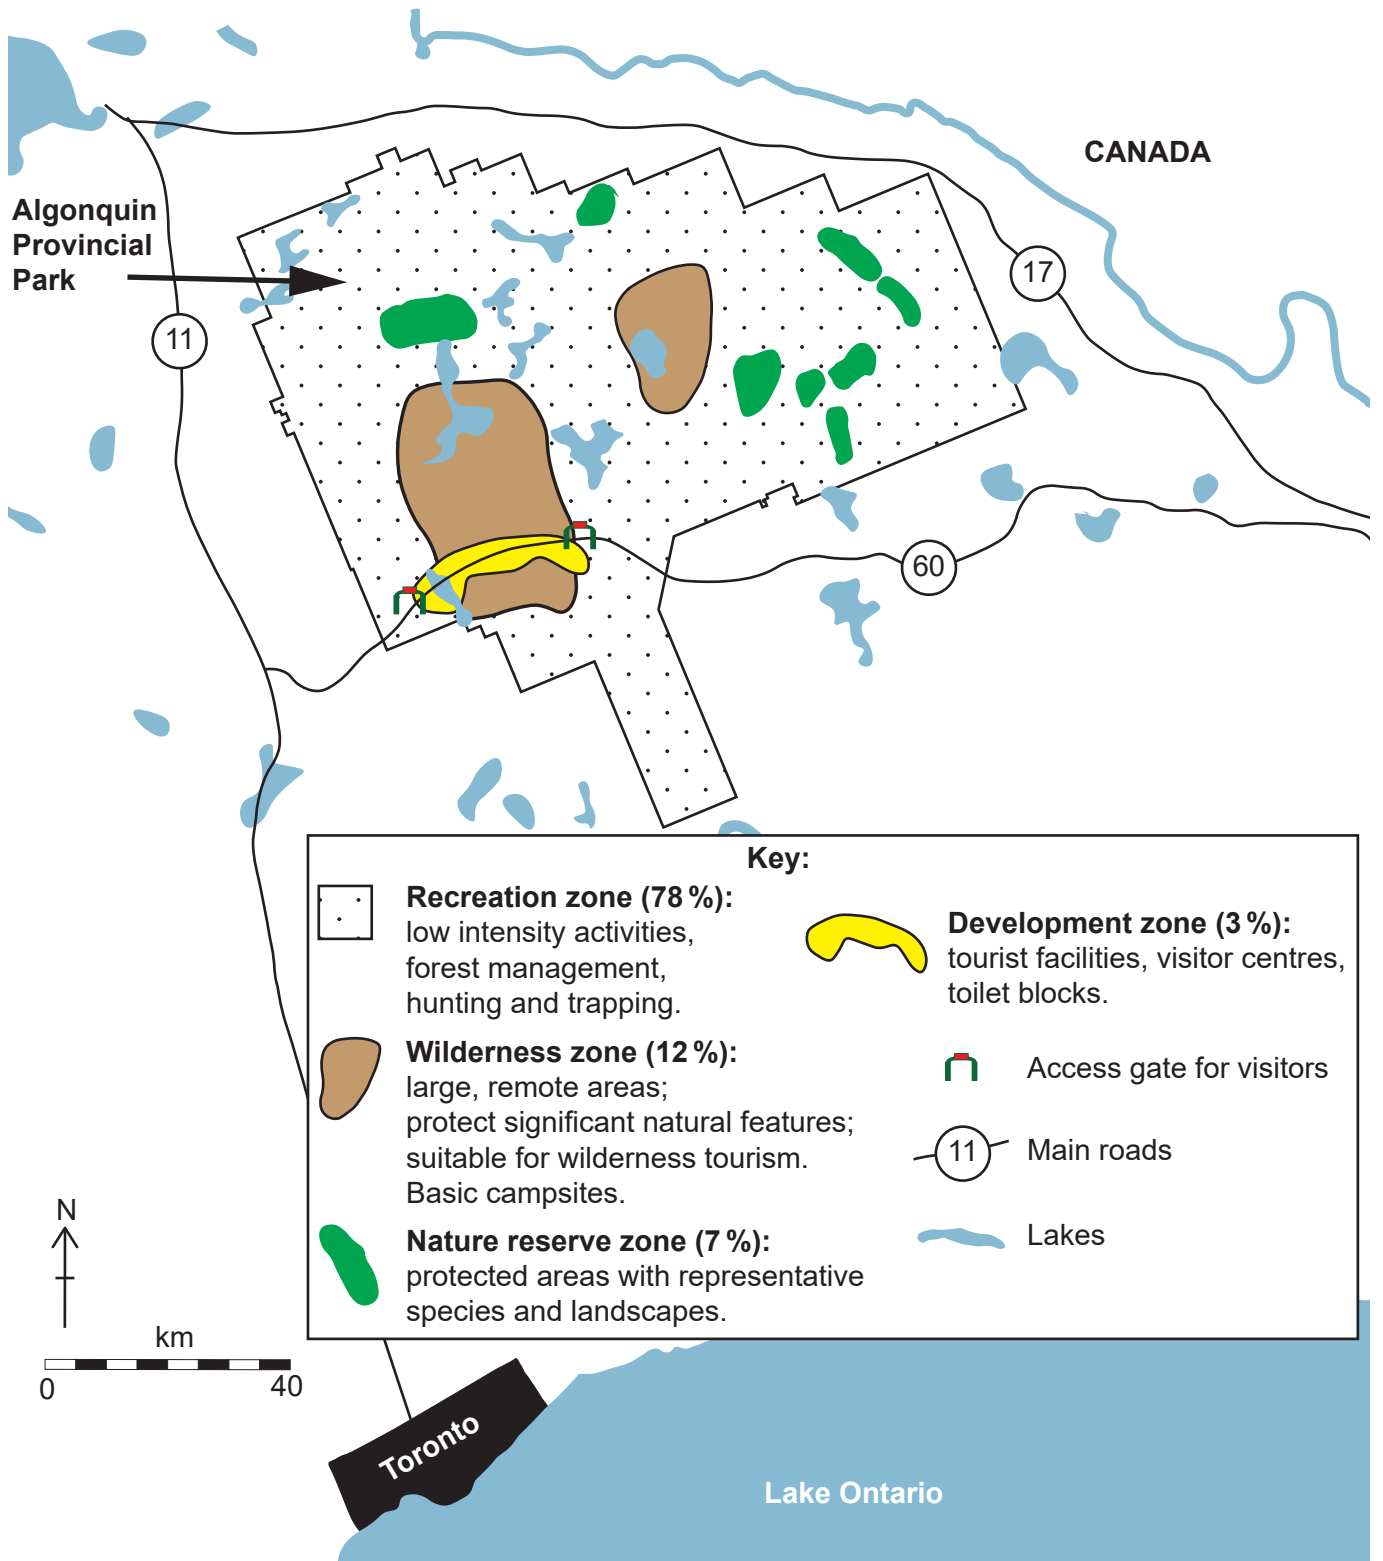 CANADA
Algonquin
Provincial
Park
17
11
60
Key:
Recreation zone (78 %):
low intensity activities,
forest management,
hunting and trapping.
Wilderness zone (12 %):
large, remote areas;
protect significant natural features;
suitable for wilderness tourism.
Basic campsites.
Nature reserve zone (7 %):
protected areas with representative
species and landscapes.
Development zone (3 %):
tourist facilities, visitor centres,
toilet blocks.
Access gate for visitors
11
Main roads
Lakes
N
km
0
40
Toronto
Lake Ontario